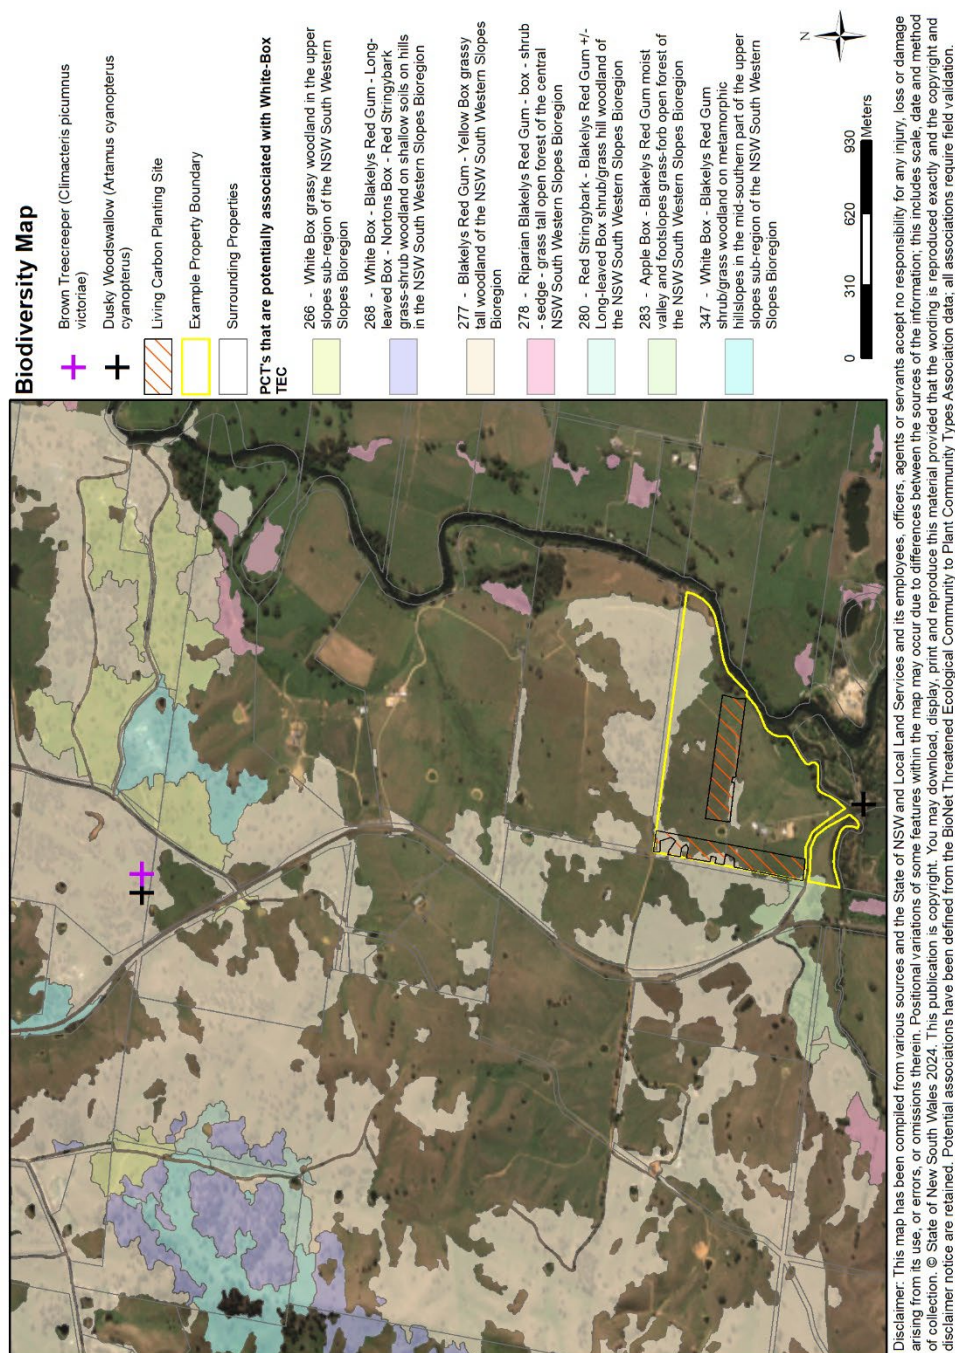 Biodiversity Map
Brown Treecreeper (Climacteris picumnus
victoriae)
Dusky Woodswallow (Artamus cyanopterus
cyanopterus)
Living Carbon Planting Site
Example Property Boundary
Surrounding Properties
PCT's that are potentially associated with White-Box
TEC
266 - White Box grassy woodland in the upper
slopes sub-region of the NSW South Western
Slopes Bioregion
268 - White Box - Blakelys Red Gum - Long-
leaved Box - Nortons Box - Red Stringybark
grass-shrub woodland on shallow soils on hills
in the NSW South Western Slopes Bioregion
277 - Blakelys Red Gum - Yellow Box grassy
tall woodland of the NSW South Western Slopes
Bioregion
278 - Riparian Blakelys Red Gum - box - shrub
- sedge - grass tall open forest of the central
NSW South Western Slopes Bioregion
280 - Red Stringybark - Blakelys Red Gum +/-
Long-leaved Box shrub/grass hill woodland of
the NSW South Western Slopes Bioregion
283 - Apple Box - Blakelys Red Gum moist
valley and footslopes grass-forb open forest of
the NSW South Western Slopes Bioregion
347 - White Box - Blakelys Red Gum
shrub/grass woodland on metamorphic
hillslopes in the mid-southern part of the upper
slopes sub-region of the NSW South Western
Slopes Bioregion
N
0 310 620 930
Meters
Disclaimer: This map has been compiled from various sources and the State of NSW and Local Land Services and its employees, officers, agents or servants accept no responsibility for any injury, loss or damage
arising from its use, or errors, or omissions therein. Positional variations of some features within the map may occur due to differences between the sources of the information; this includes scale, date and method
of collection. © State of New South Wales 2024. This publication is copyright. You may download, display, print and reproduce this material provided that the wording is reproduced exactly and the copyright and
disclaimer notice are retained. Potential associations have been defined from the BioNet Threatened Ecological Community to Plant Community Types Association data; all associations require field validation.